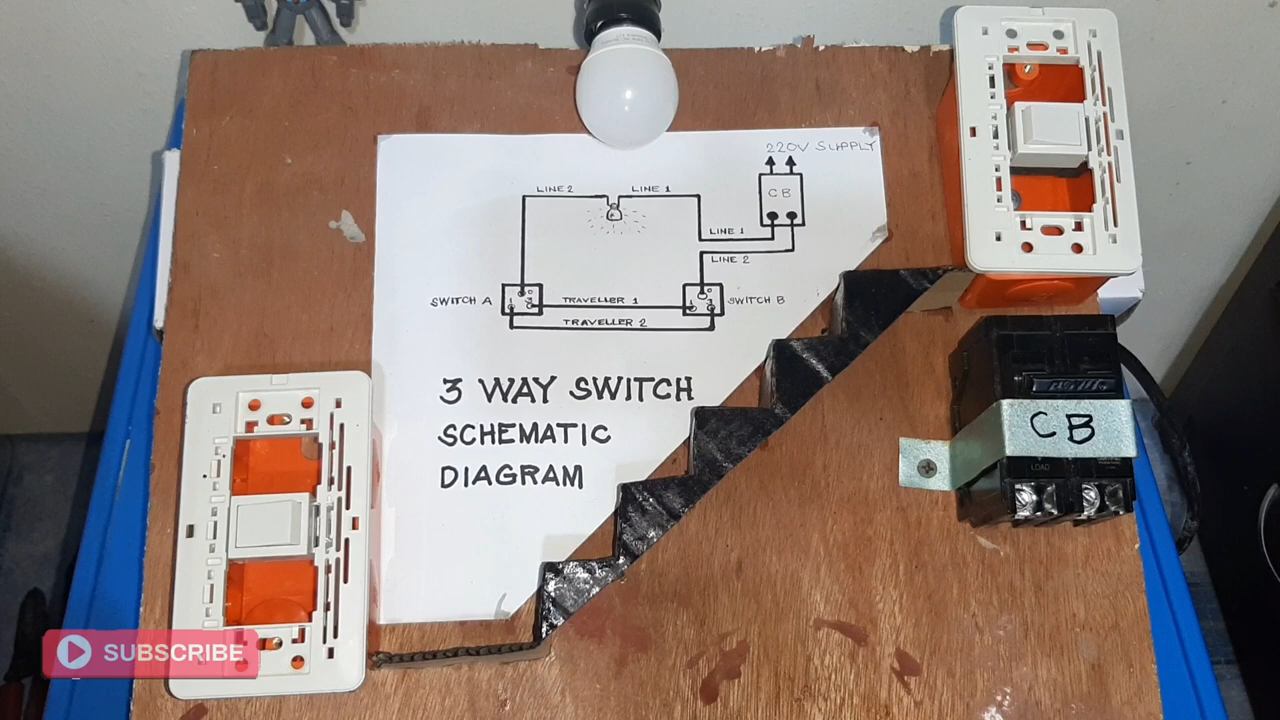 220V SUPPLY
CB
LINE 2
LINE 1
LINE 1
LINE 2
SWITCH A
TRAVELLER 1
SWITCH B
TRAVELLER 2
3 WAY SWITCH
SCHEMATIC
DIAGRAM
CB
LOAD
SUBSCRIBE